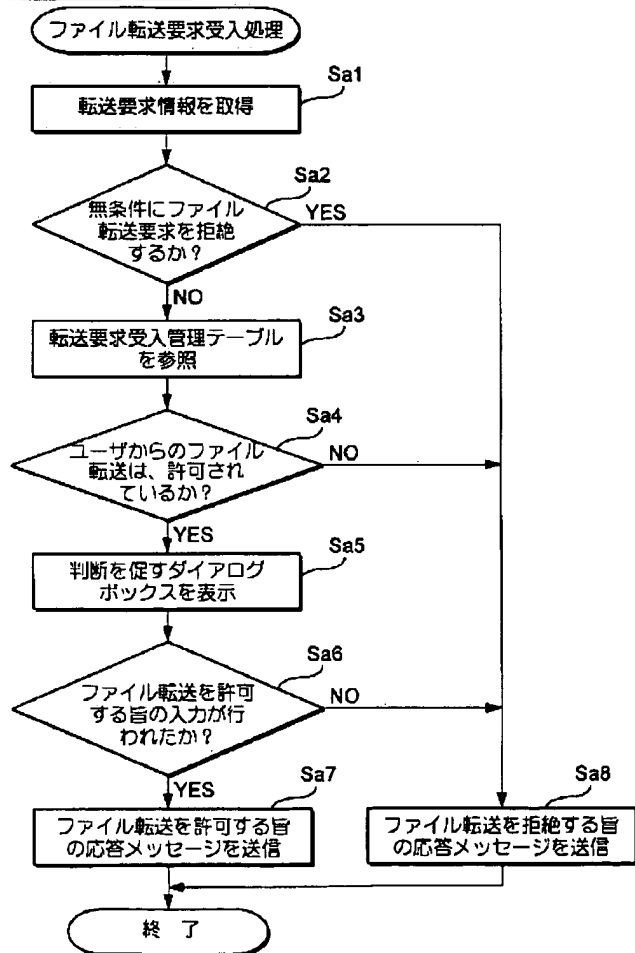 ファイル転送要求受入処理
Sa1
転送要求情報を取得
Sa2
無条件にファイル
転送要求を拒絶
するか？
YES
NO
Sa3
転送要求受入管理テーブル
を参照
Sa4
ユーザからのファイル
転送は、許可され
ているか？
NO
YES
Sa5
判断を促すダイアログ
ボックスを表示
Sa6
ファイル転送を許可
する旨の入力が行
われたか？
NO
YES
Sa7
ファイル転送を許可する旨
の応答メッセージを送信
Sa8
ファイル転送を拒絶する旨
の応答メッセージを送信
終 了